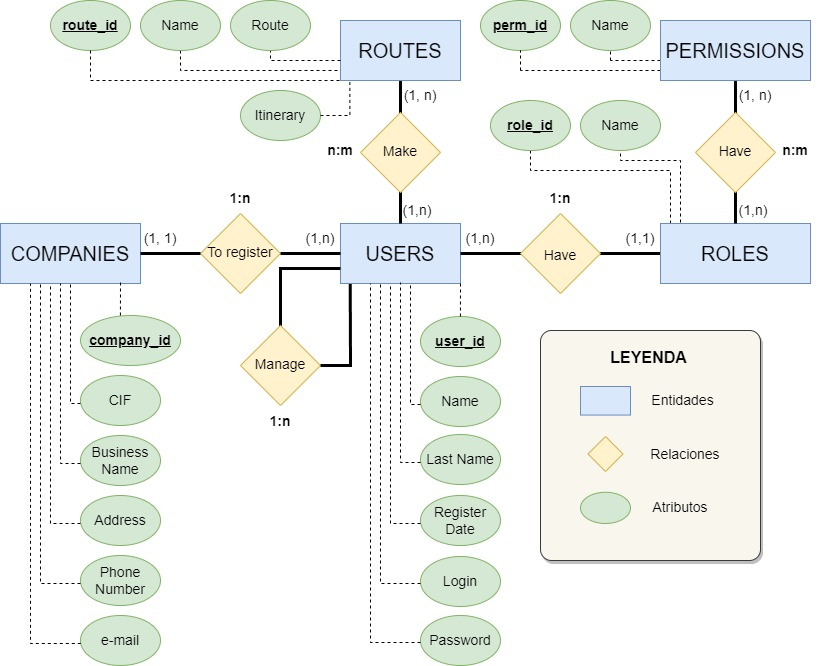 route_id
Name
Route
ROUTES
perm_id
Name
PERMISSIONS
Itinerary
(1, n)
(1, n)
role_id
Name
n:m
Make
Have
n:m
1:n
1:n
(1,n)
(1,n)
COMPANIES
(1, 1)
To register
(1,n)
USERS
(1,n)
Have
(1,1)
ROLES
company_id
Manage
user_id
1:n
CIF
Name
Business
Name
Last Name
Address
Register
Date
Phone
Number
Login
e-mail
Password
LEYENDA
Entidades
Relaciones
Atributos